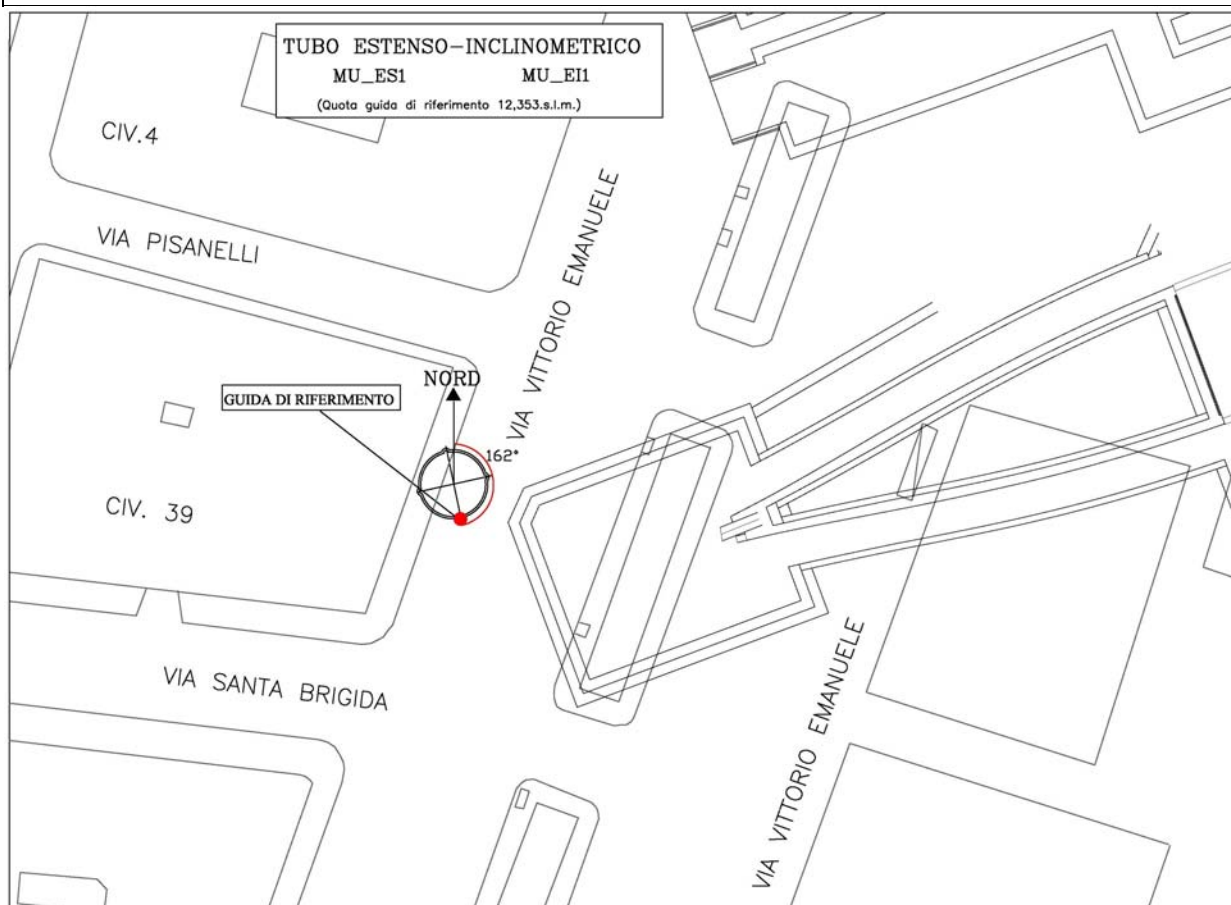 TUBO ESTENSO-INCLINOMETRICO
MU_ES1 MU_EI1
(Quota guida di riferimento 12,353.s.l.m.)
CIV.4
VIA PISANELLI
VIA VITTORIO EMANUELE
NORD
GUIDA DI RIFERIMENTO
162°
CIV. 39
VIA SANTA BRIGIDA
VIA VITTORIO EMANUELE